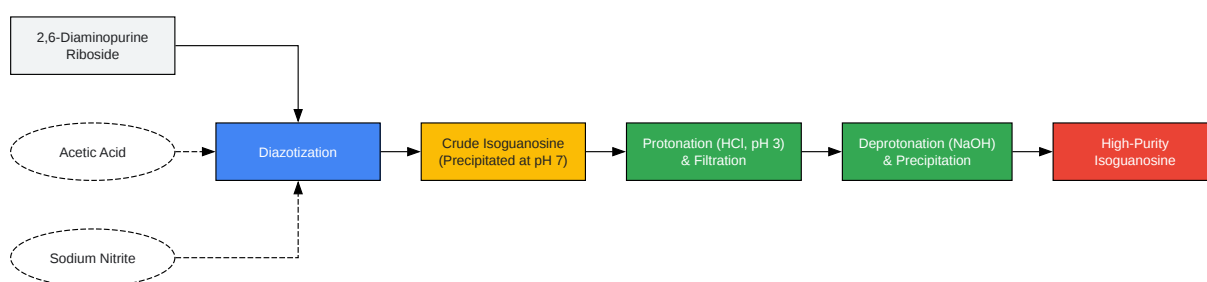 2,6-Diaminopurine
Riboside
Acetic Acid
Diazotization
Crude Isoguanosine
(Precipitated at pH 7)
Protonation (HCl, pH 3)
& Filtration
Deprotonation (NaOH)
& Precipitation
High-Purity
Isoguanosine
Sodium Nitrite